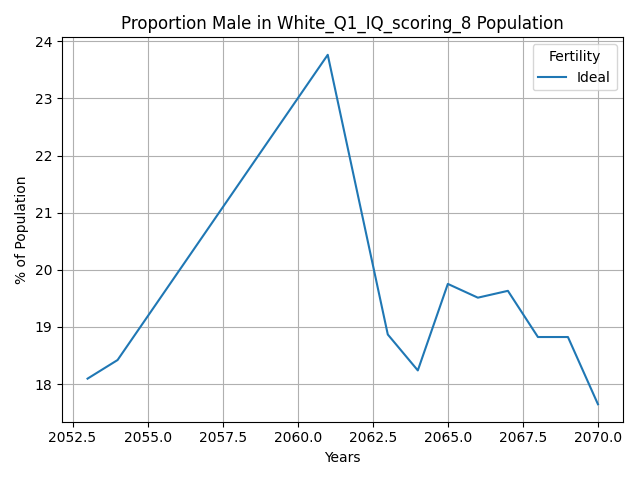 Proportion Male in White_Q1_IQ_scoring_8 Population
24
23
22
21
20
19
18
% of Population
Fertility
Ideal
2052.5 2055.0 2057.5 2060.0 2062.5 2065.0 2067.5 2070.0
Years